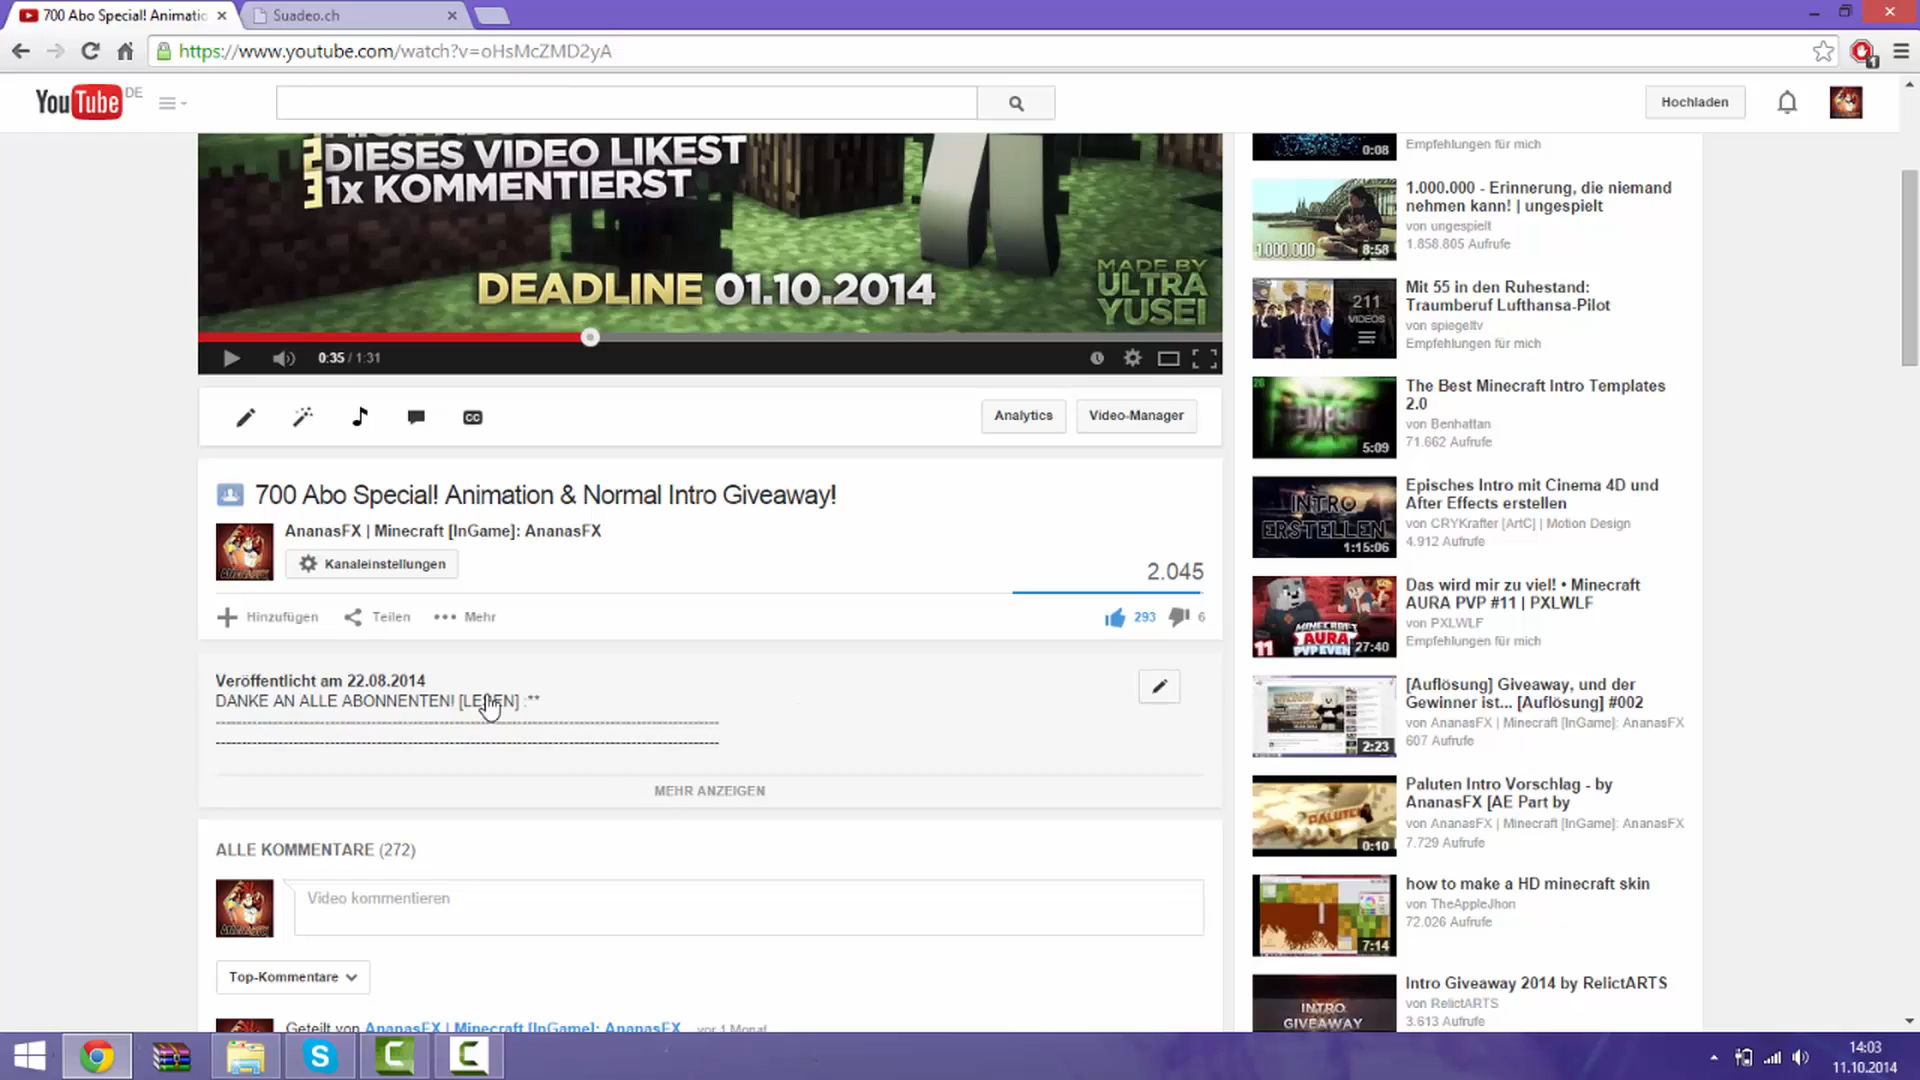 700 Abo Special! Animatio
Suadeo.ch
https://www.youtube.com/watch?v=oHsMcZMD2yA
1
YouTube DE
Hochladen
DIESES VIDEO LIKEST
1x KOMMENTIERST
DEADLINE 01.10.2014
MADE BY
ULTRA
YUSEI
0:35 / 1:31
CC
Analytics
Video-Manager
700 Abo Special! Animation & Normal Intro Giveaway!
AnanasFX | Minecraft [InGame]: AnanasFX
Kanaleinstellungen
2.045
Hinzufügen
Teilen
Mehr
293
6
Veröffentlicht am 22.08.2014
DANKE AN ALLE ABONNENTEN! :**
MEHR ANZEIGEN
ALLE KOMMENTARE (272)
Video kommentieren
Top-Kommentare
Geteilt von AnanasFX | Minecraft [InGame]: AnanasFX vor 1 Monat
0:08
Empfehlungen für mich
1.000.000
8:58
1.000.000 - Erinnerung, die niemand
nehmen kann! | ungespielt
von ungespielt
1.858.805 Aufrufe
211
VIDEOS
Mit 55 in den Ruhestand:
Traumberuf Lufthansa-Pilot
von spiegeltv
Empfehlungen für mich
5:09
The Best Minecraft Intro Templates
2.0
von Benhattan
71.662 Aufrufe
INTRO
ERSTELLEN
1:15:06
Episches Intro mit Cinema 4D und
After Effects erstellen
von CRYKrafter [ArtC] | Motion Design
4.912 Aufrufe
MINECRAFT
AURA
11
27:40
Das wird mir zu viel! • Minecraft
AURA PVP #11 | PXLWLF
von PXLWLF
Empfehlungen für mich
2:23
[Auflösung] Giveaway, und der
Gewinner ist... [Auflösung] #002
von AnanasFX | Minecraft [InGame]: AnanasFX
607 Aufrufe
PALUTEN
0:10
Paluten Intro Vorschlag - by
AnanasFX [AE Part by
von AnanasFX | Minecraft [InGame]: AnanasFX
7.729 Aufrufe
7:14
how to make a HD minecraft skin
von TheAppleJhon
72.026 Aufrufe
INTRO
GIVEAWAY
Intro Giveaway 2014 by RelictARTS
von RelictARTS
3.613 Aufrufe
14:03
11.10.2014